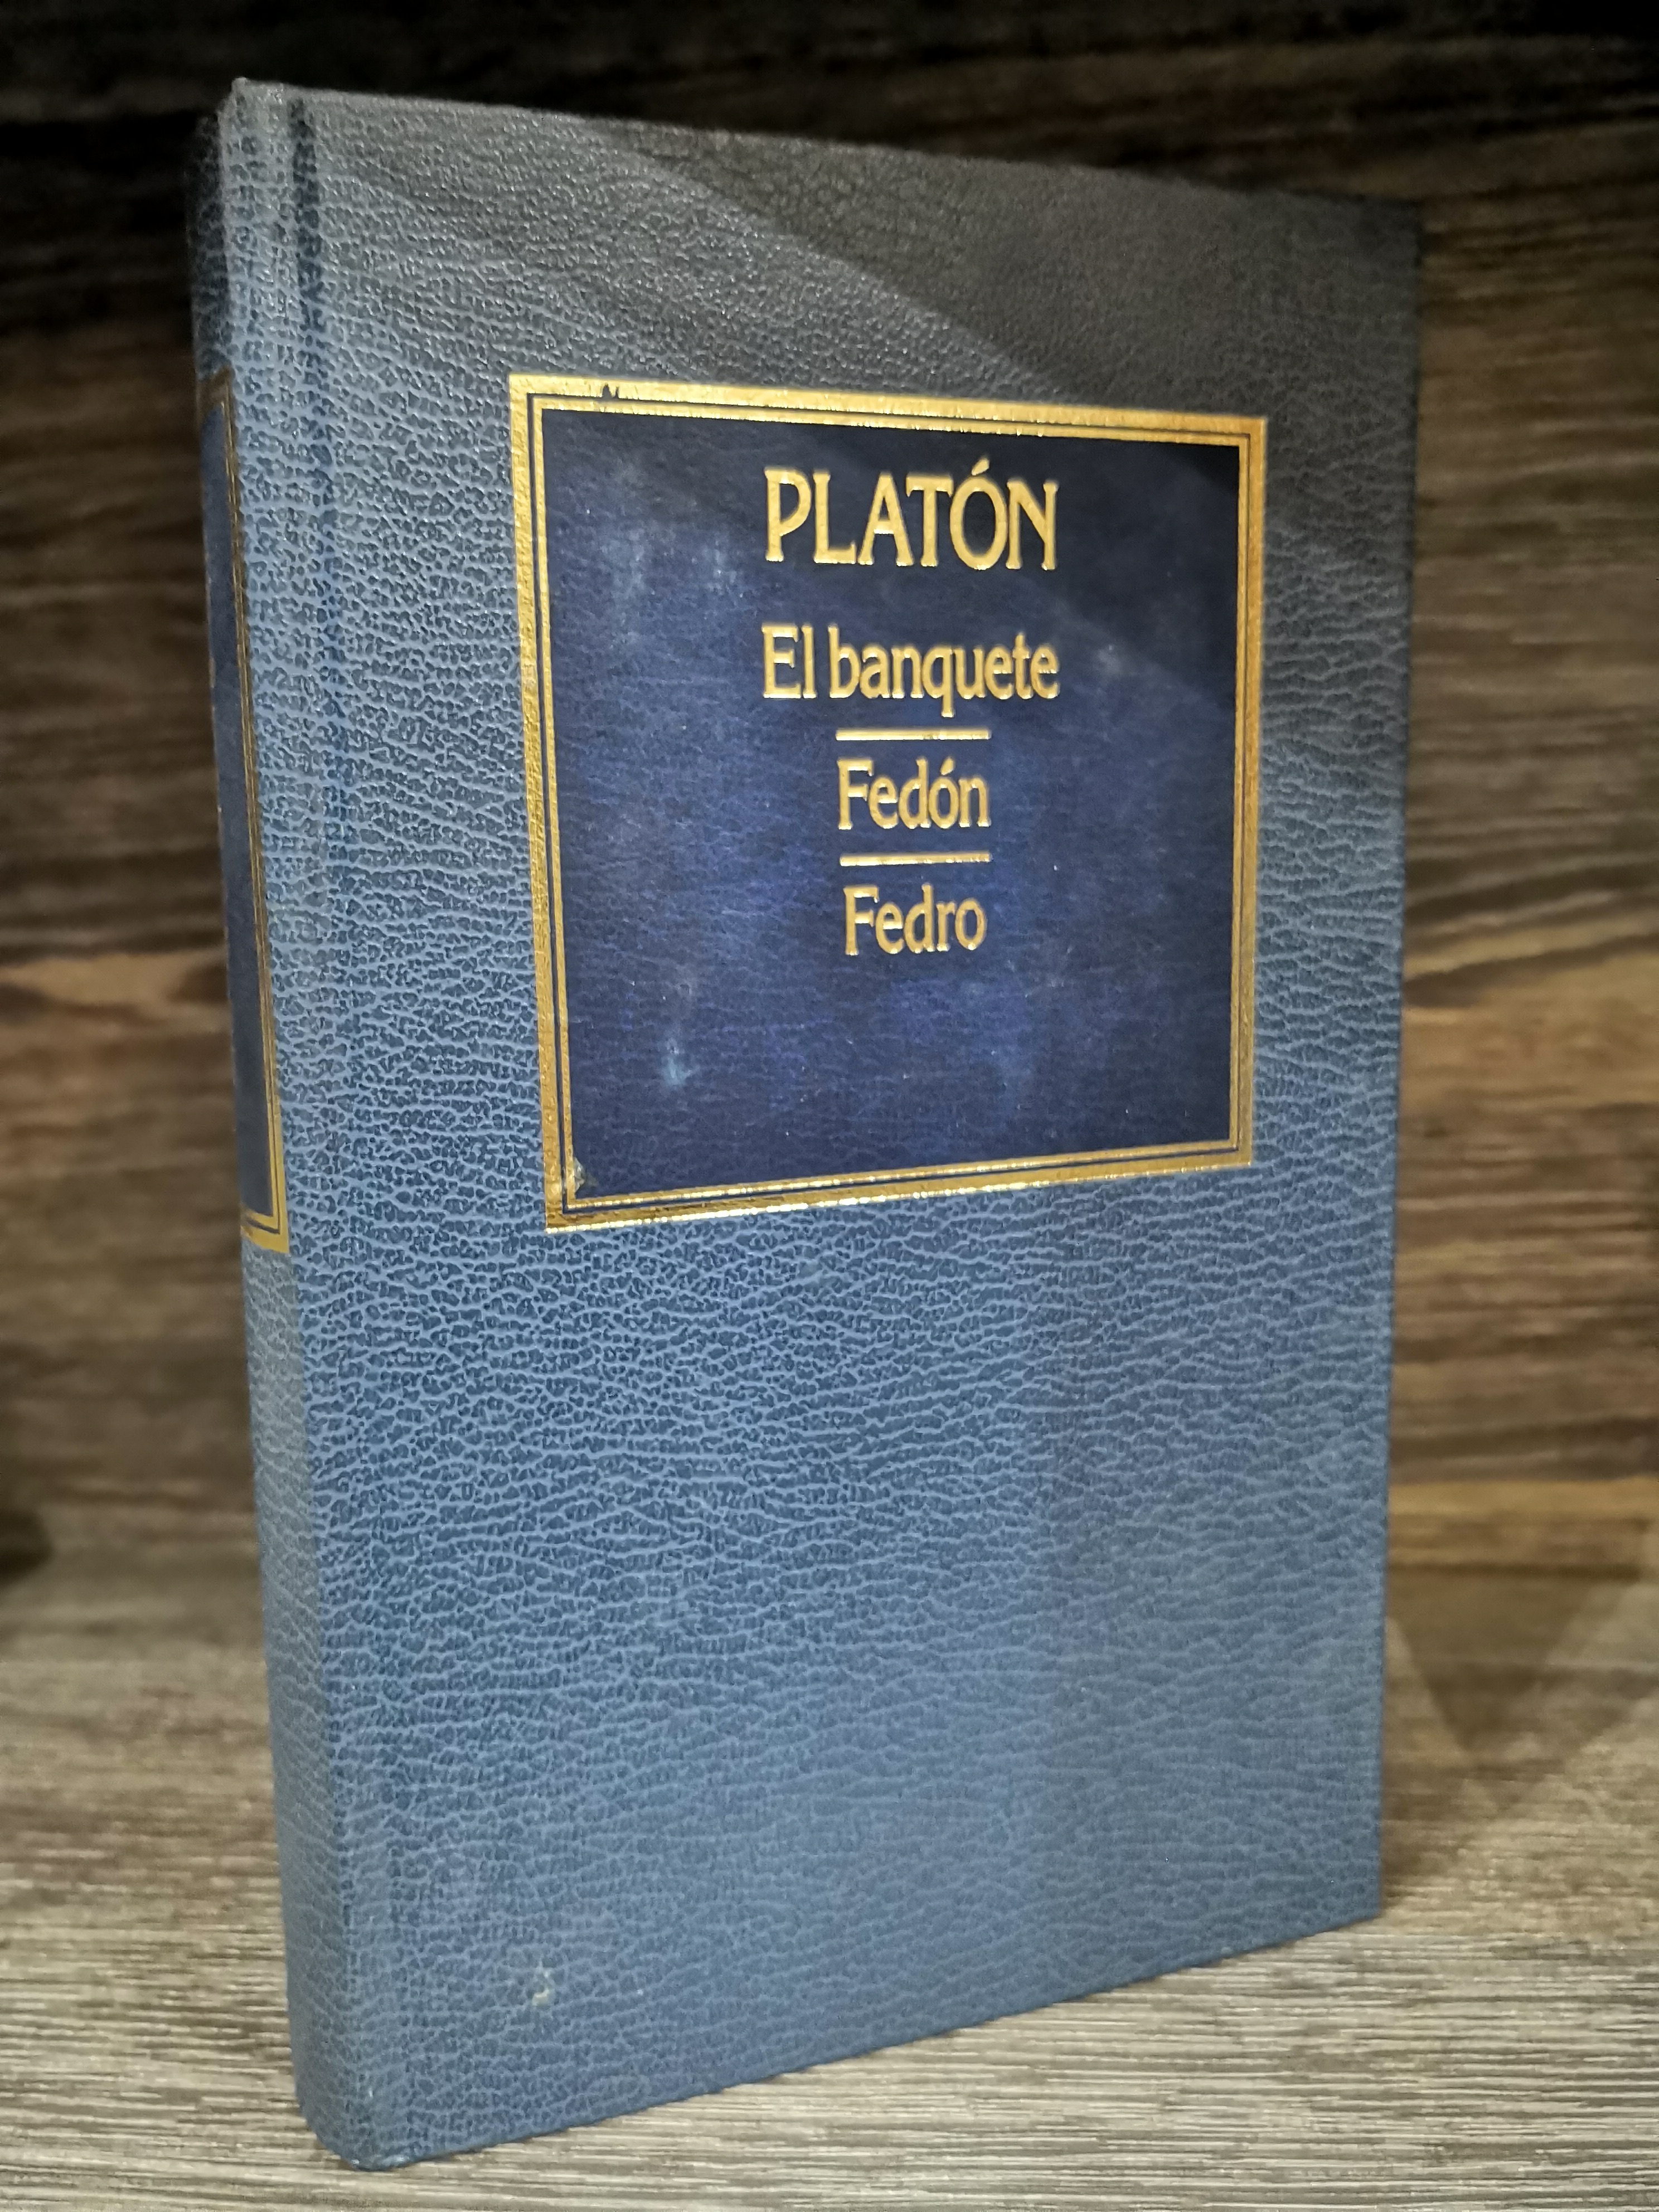 PLATÓN
El banquete
Fedón
Fedro